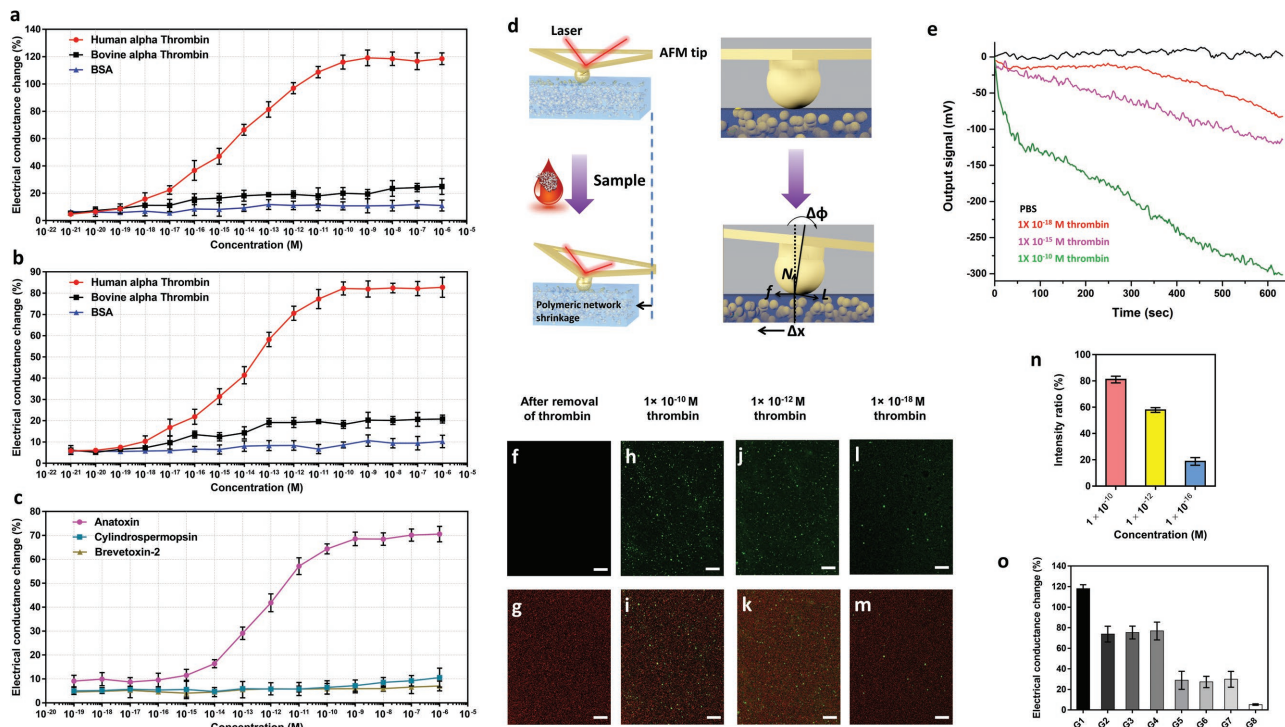 a
Electrical conductance change (%)
140
120
100
80
60
40
20
0
Human alpha Thrombin
Bovine alpha Thrombin
BSA
10⁻²² 10⁻²¹ 10⁻²⁰ 10⁻¹⁹ 10⁻¹⁸ 10⁻¹⁷ 10⁻¹⁶ 10⁻¹⁵ 10⁻¹⁴ 10⁻¹³ 10⁻¹² 10⁻¹¹ 10⁻¹⁰ 10⁻⁹ 10⁻⁸ 10⁻⁷ 10⁻⁶ 10⁻⁵
Concentration (M)
b
Electrical conductance change (%)
90
80
70
60
50
40
30
20
10
0
Human alpha Thrombin
Bovine alpha Thrombin
BSA
10⁻²² 10⁻²¹ 10⁻²⁰ 10⁻¹⁹ 10⁻¹⁸ 10⁻¹⁷ 10⁻¹⁶ 10⁻¹⁵ 10⁻¹⁴ 10⁻¹³ 10⁻¹² 10⁻¹¹ 10⁻¹⁰ 10⁻⁹ 10⁻⁸ 10⁻⁷ 10⁻⁶ 10⁻⁵
Concentration (M)
c
Electrical conductance change (%)
80
70
60
50
40
30
20
10
0
Anatoxin
Cylindrospermopsin
Brevetoxin-2
10⁻²⁰ 10⁻¹⁹ 10⁻¹⁸ 10⁻¹⁷ 10⁻¹⁶ 10⁻¹⁵ 10⁻¹⁴ 10⁻¹³ 10⁻¹² 10⁻¹¹ 10⁻¹⁰ 10⁻⁹ 10⁻⁸ 10⁻⁷ 10⁻⁶ 10⁻⁵
Concentration (M)
d
Laser
AFM tip
Sample
Polymeric network
shrinkage
Δϕ
N
f
L
Δx
e
Output signal (mV)
0
-50
-100
-150
-200
-250
-300
PBS
1X 10⁻¹⁸ M thrombin
1X 10⁻¹⁵ M thrombin
1X 10⁻¹⁰ M thrombin
0 100 200 300 400 500 600
Time (sec)
After removal
of thrombin
1× 10⁻¹⁰ M
thrombin
1× 10⁻¹² M
thrombin
1× 10⁻¹⁸ M
thrombin
f
h
j
l
g
i
k
m
n
Intensity ratio (%)
100
80
60
40
20
0
1 × 10⁻¹⁰
1 × 10⁻¹²
1 × 10⁻¹⁶
Concentration (M)
o
Electrical conductance change (%)
140
120
100
80
60
40
20
0
G1 G2 G3 G4 G5 G6 G7 G8